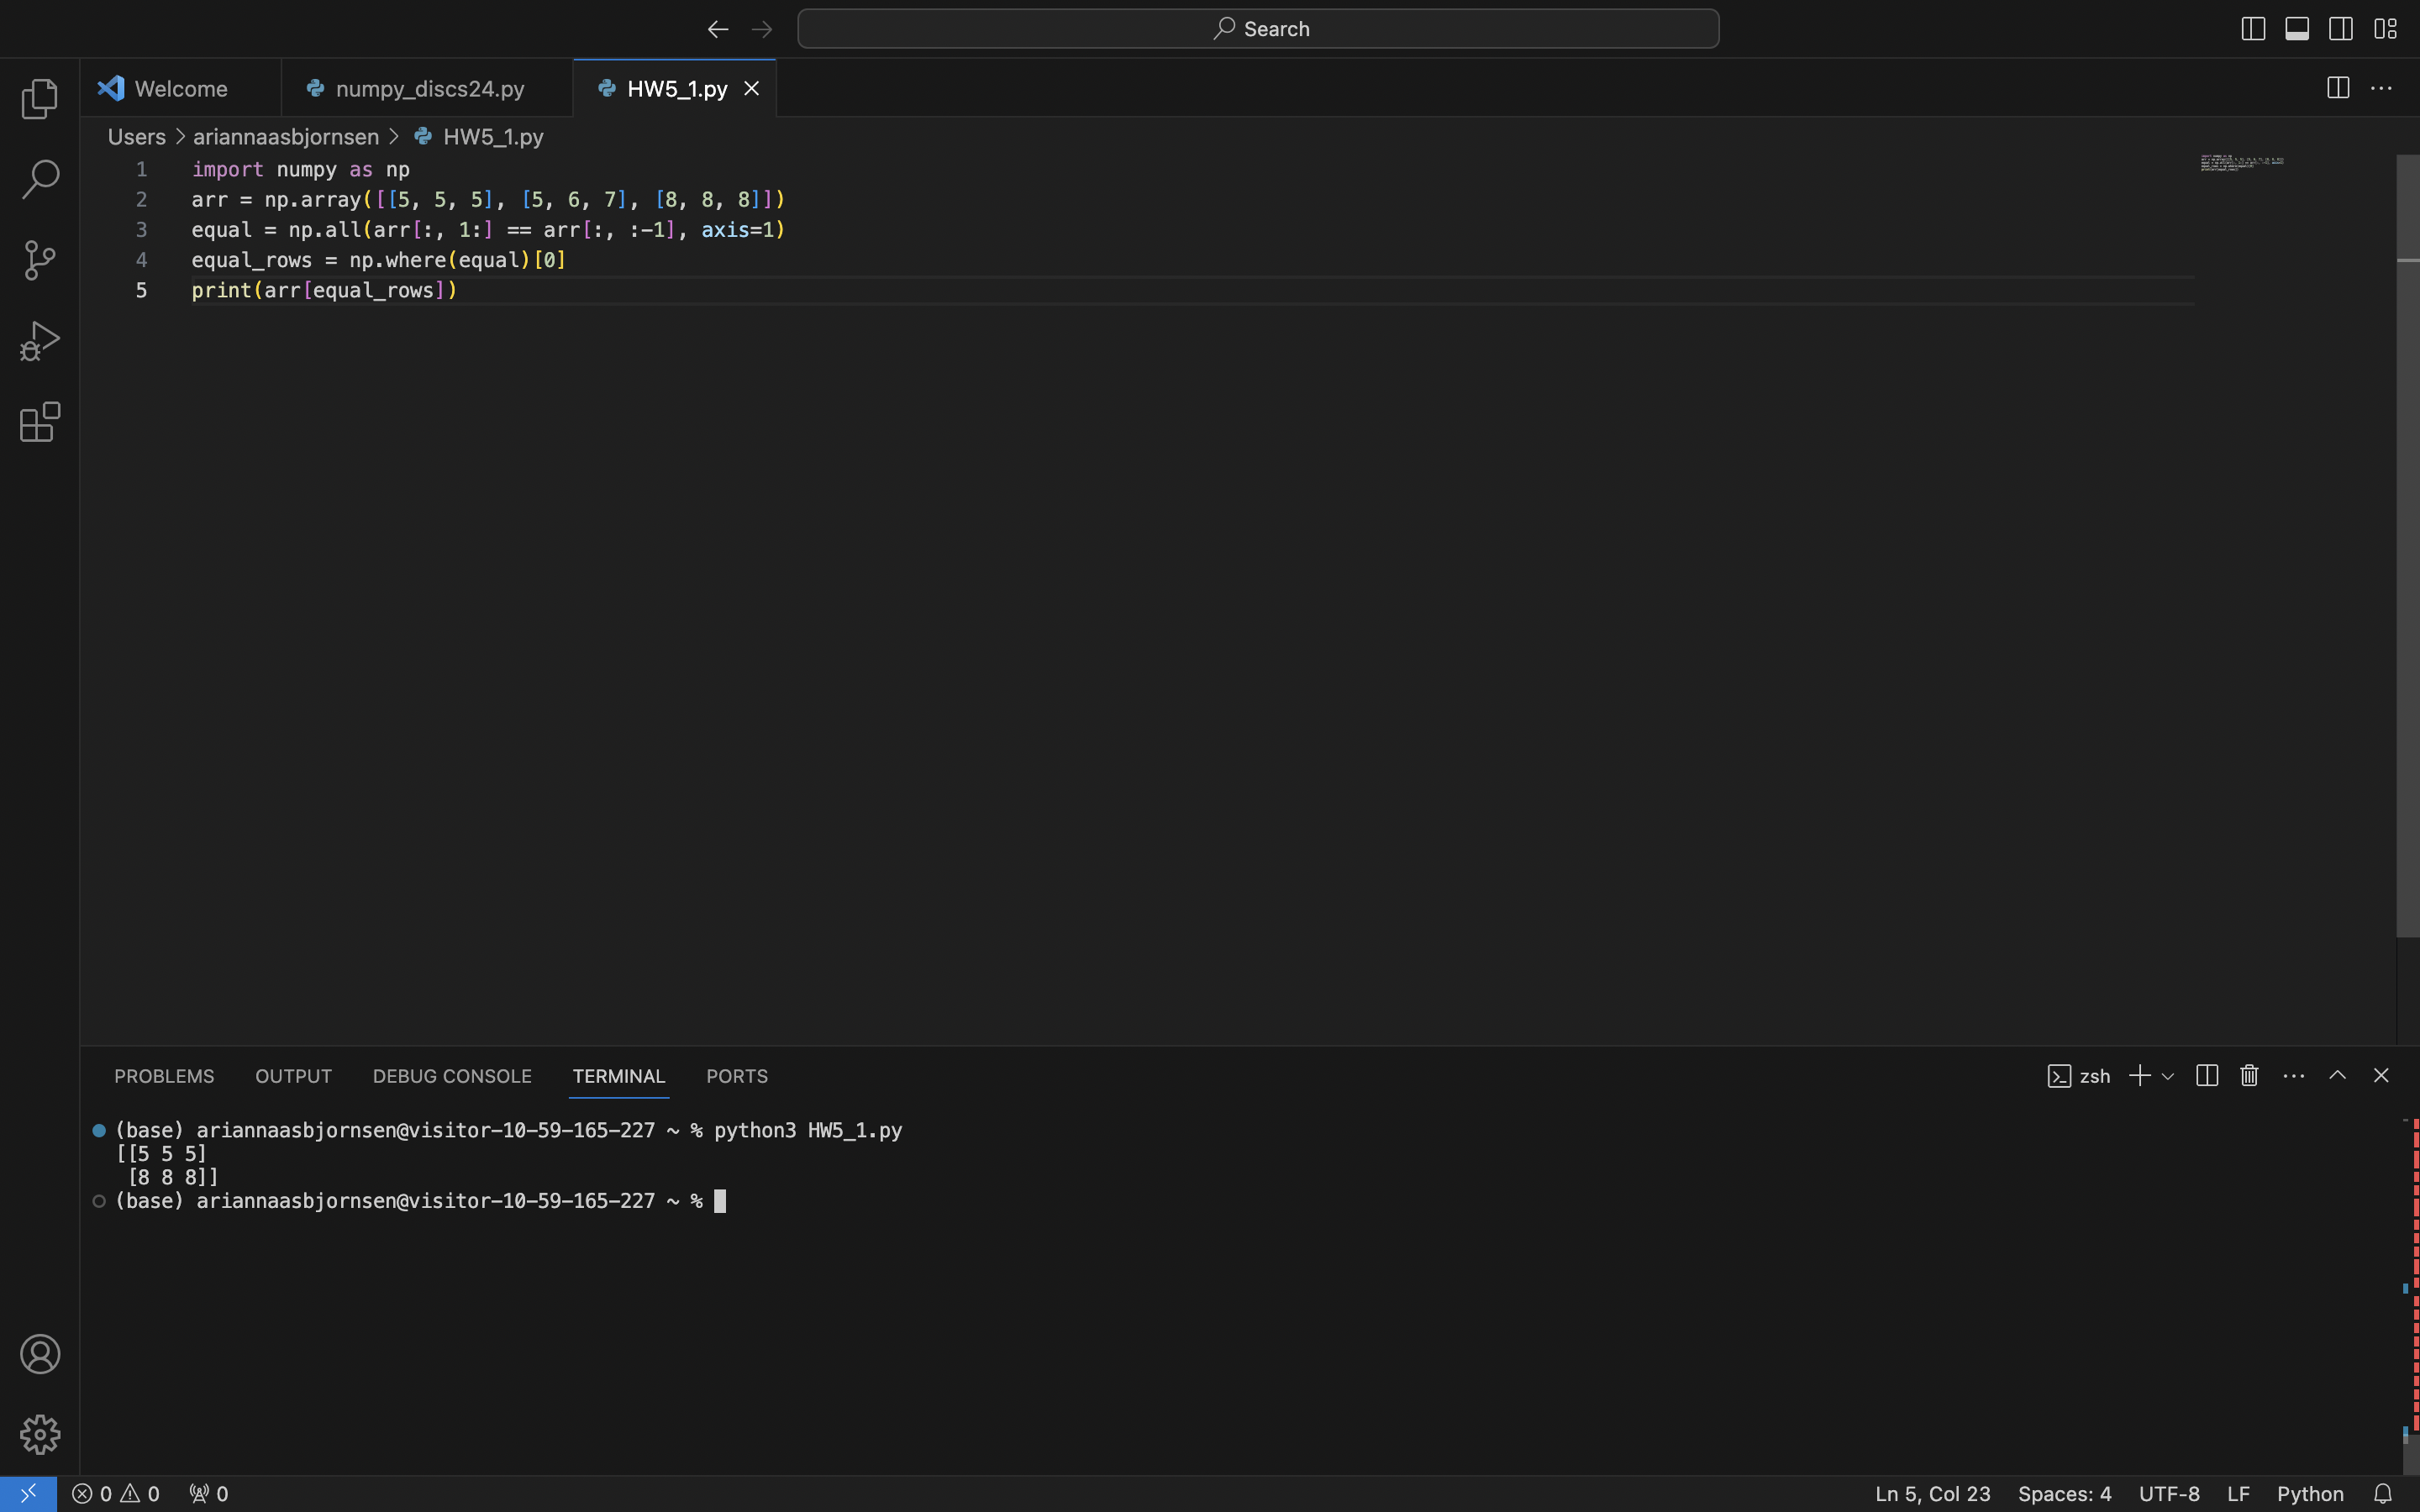 Search
Welcome numpy_discs24.py HW5_1.py
Users > ariannaasbjornsen > HW5_1.py
1 import numpy as np
2 arr = np.array([[5, 5, 5], [5, 6, 7], [8, 8, 8]])
3 equal = np.all(arr[:, 1:] == arr[:, :-1], axis=1)
4 equal_rows = np.where(equal)[0]
5 print(arr[equal_rows])
PROBLEMS OUTPUT DEBUG CONSOLE TERMINAL PORTS zsh
(base) ariannaasbjornsen@visitor-10-59-165-227 ~ % python3 HW5_1.py
[[5 5 5]
 [8 8 8]]
(base) ariannaasbjornsen@visitor-10-59-165-227 ~ %
0 0 0 Ln 5, Col 23 Spaces: 4 UTF-8 LF Python